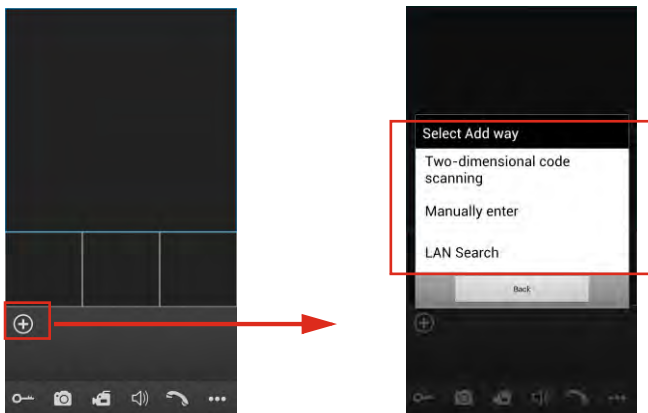 Select Add way
Two-dimensional code
scanning
Manually enter
LAN Search
Back